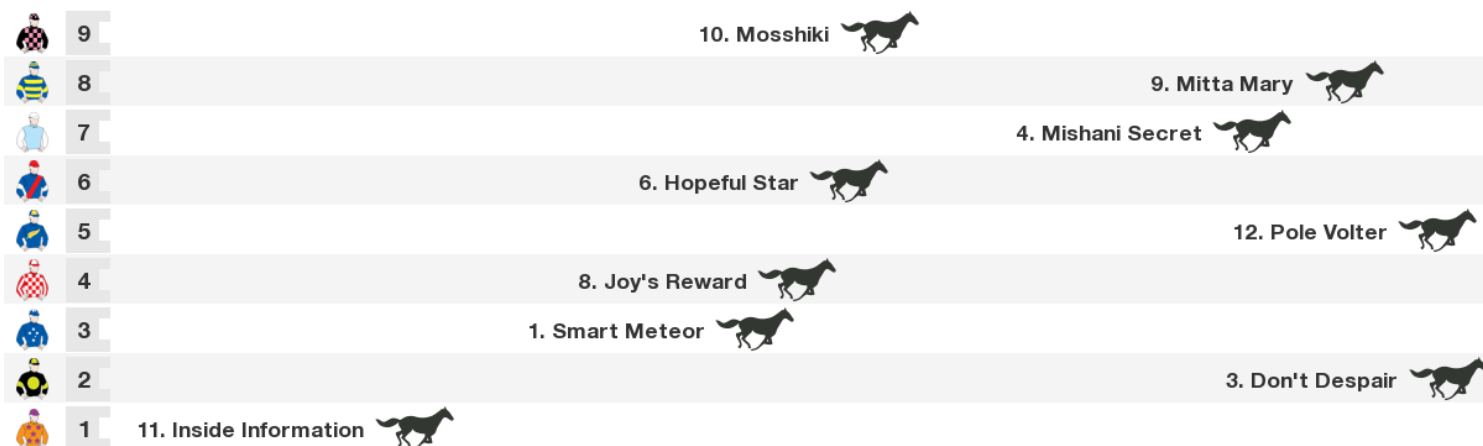 9 10. Mosshiki
8 9. Mitta Mary
7 4. Mishani Secret
6 6. Hopeful Star
5 12. Pole Volter
4 8. Joy's Reward
3 1. Smart Meteor
2 3. Don't Despair
1 11. Inside Information